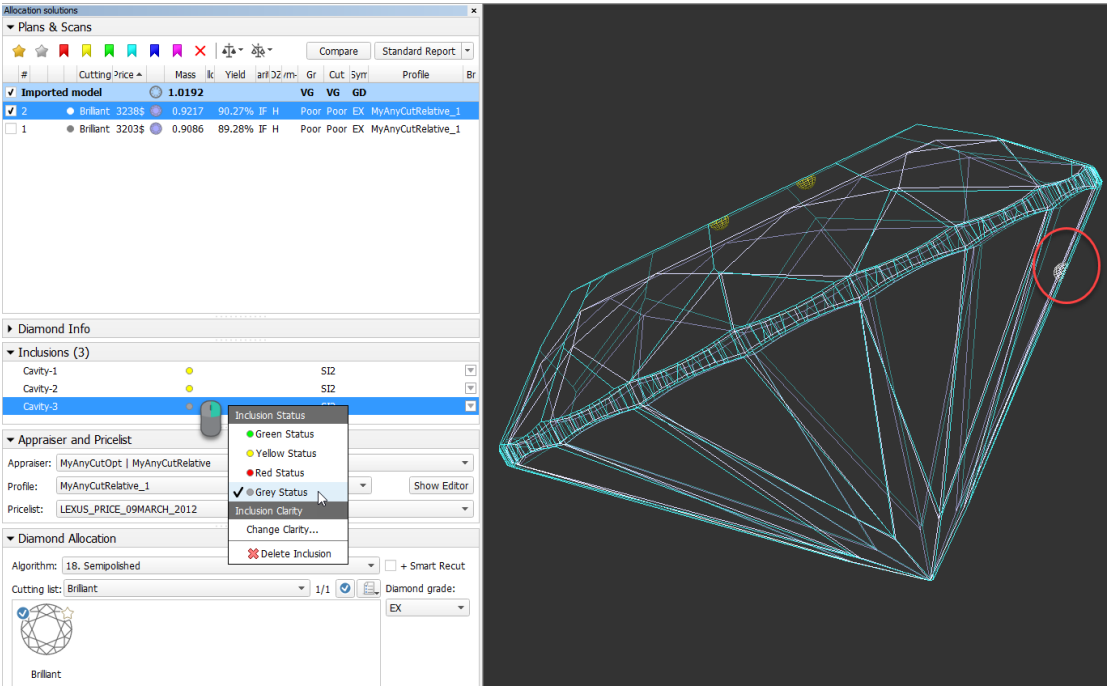 Allocation solutions
Plans & Scans
Compare Standard Report
# Cutting Price Mass Yield Gr Cut Sym Profile Br
Imported model 1.0192 VG VG GD
2 Brilliant 3238$ 0.9217 90.27% IF H Poor Poor EX MyAnyCutRelative_1
1 Brilliant 3203$ 0.9086 89.28% IF H Poor Poor EX MyAnyCutRelative_1
Diamond Info
Inclusions (3)
Cavity-1 SI2
Cavity-2 SI2
Cavity-3 SI2
Inclusion Status
Green Status
Yellow Status
Red Status
Grey Status
Inclusion Clarity
Change Clarity...
Delete Inclusion
Appraiser and Pricelist
Appraiser: MyAnyCutOpt | MyAnyCutRelative
Profile: MyAnyCutRelative_1 Show Editor
Pricelist: LEXUS_PRICE_09MARCH_2012
Diamond Allocation
Algorithm: 18. Semipolished + Smart Recut
Cutting list: Brilliant 1/1 Diamond grade:
EX
Brilliant